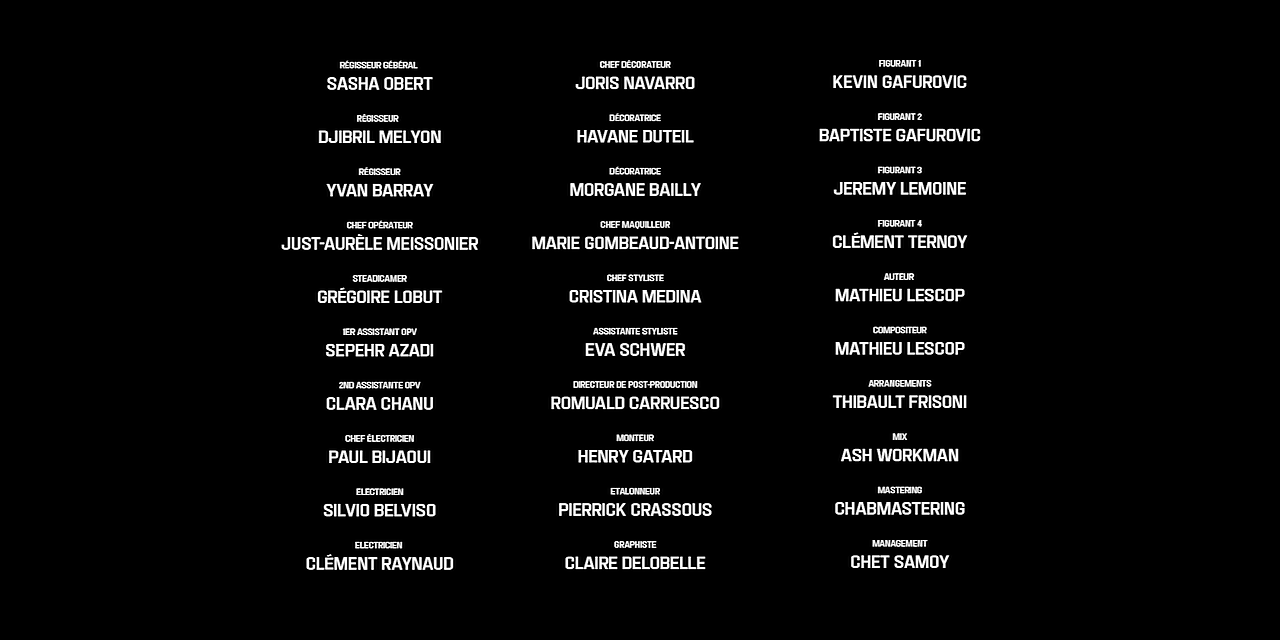 RÉGISSEUR GÉBÉRAL
SASHA OBERT
RÉGISSEUR
DJIBRIL MELYON
RÉGISSEUR
YVAN BARRAY
CHEF OPÉRATEUR
JUST-AURÈLE MEISSONIER
STEADICAMER
GRÉGOIRE LOBUT
1ER ASSISTANT OPV
SEPEHR AZADI
2ND ASSISTANTE OPV
CLARA CHANU
CHEF ÉLECTRICIEN
PAUL BIJAOUI
ELECTRICIEN
SILVIO BELVISO
ELECTRICIEN
CLÉMENT RAYNAUD
CHEF DÉCORATEUR
JORIS NAVARRO
DÉCORATRICE
HAVANE DUTEIL
DÉCORATRICE
MORGANE BAILLY
CHEF MAQUILLEUR
MARIE GOMBEAUD-ANTOINE
CHEF STYLISTE
CRISTINA MEDINA
ASSISTANTE STYLISTE
EVA SCHWER
DIRECTEUR DE POST-PRODUCTION
ROMUALD CARRUESCO
MONTEUR
HENRY GATARD
ETALONNEUR
PIERRICK CRASSOUS
GRAPHISTE
CLAIRE DELOBELLE
FIGURANT 1
KEVIN GAFUROVIC
FIGURANT 2
BAPTISTE GAFUROVIC
FIGURANT 3
JEREMY LEMOINE
FIGURANT 4
CLÉMENT TERNOY
AUTEUR
MATHIEU LESCOP
COMPOSITEUR
MATHIEU LESCOP
ARRANGEMENTS
THIBAULT FRISONI
MIX
ASH WORKMAN
MASTERING
CHABMASTERING
MANAGEMENT
CHET SAMOY